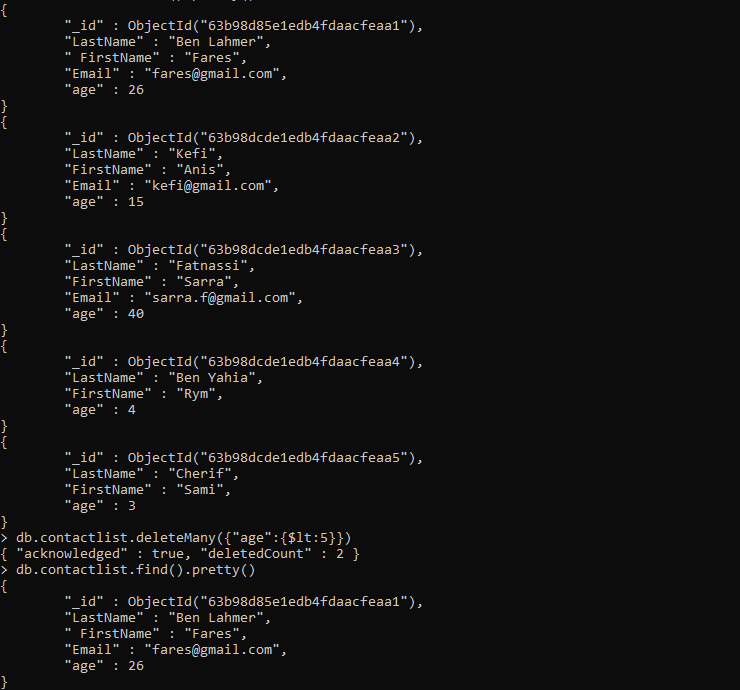 {
        "_id" : ObjectId("63b98d85e1edb4fdaacfeaa1"),
        "LastName" : "Ben Lahmer",
        " FirstName" : "Fares",
        "Email" : "fares@gmail.com",
        "age" : 26
}
{
        "_id" : ObjectId("63b98dcde1edb4fdaacfeaa2"),
        "LastName" : "Kefi",
        "FirstName" : "Anis",
        "Email" : "kefi@gmail.com",
        "age" : 15
}
{
        "_id" : ObjectId("63b98dcde1edb4fdaacfeaa3"),
        "LastName" : "Fatnassi",
        "FirstName" : "Sarra",
        "Email" : "sarra.f@gmail.com",
        "age" : 40
}
{
        "_id" : ObjectId("63b98dcde1edb4fdaacfeaa4"),
        "LastName" : "Ben Yahia",
        "FirstName" : "Rym",
        "age" : 4
}
{
        "_id" : ObjectId("63b98dcde1edb4fdaacfeaa5"),
        "LastName" : "Cherif",
        "FirstName" : "Sami",
        "age" : 3
}
> db.contactlist.deleteMany({"age":{$lt:5}})
{ "acknowledged" : true, "deletedCount" : 2 }
> db.contactlist.find().pretty()
{
        "_id" : ObjectId("63b98d85e1edb4fdaacfeaa1"),
        "LastName" : "Ben Lahmer",
        " FirstName" : "Fares",
        "Email" : "fares@gmail.com",
        "age" : 26
}